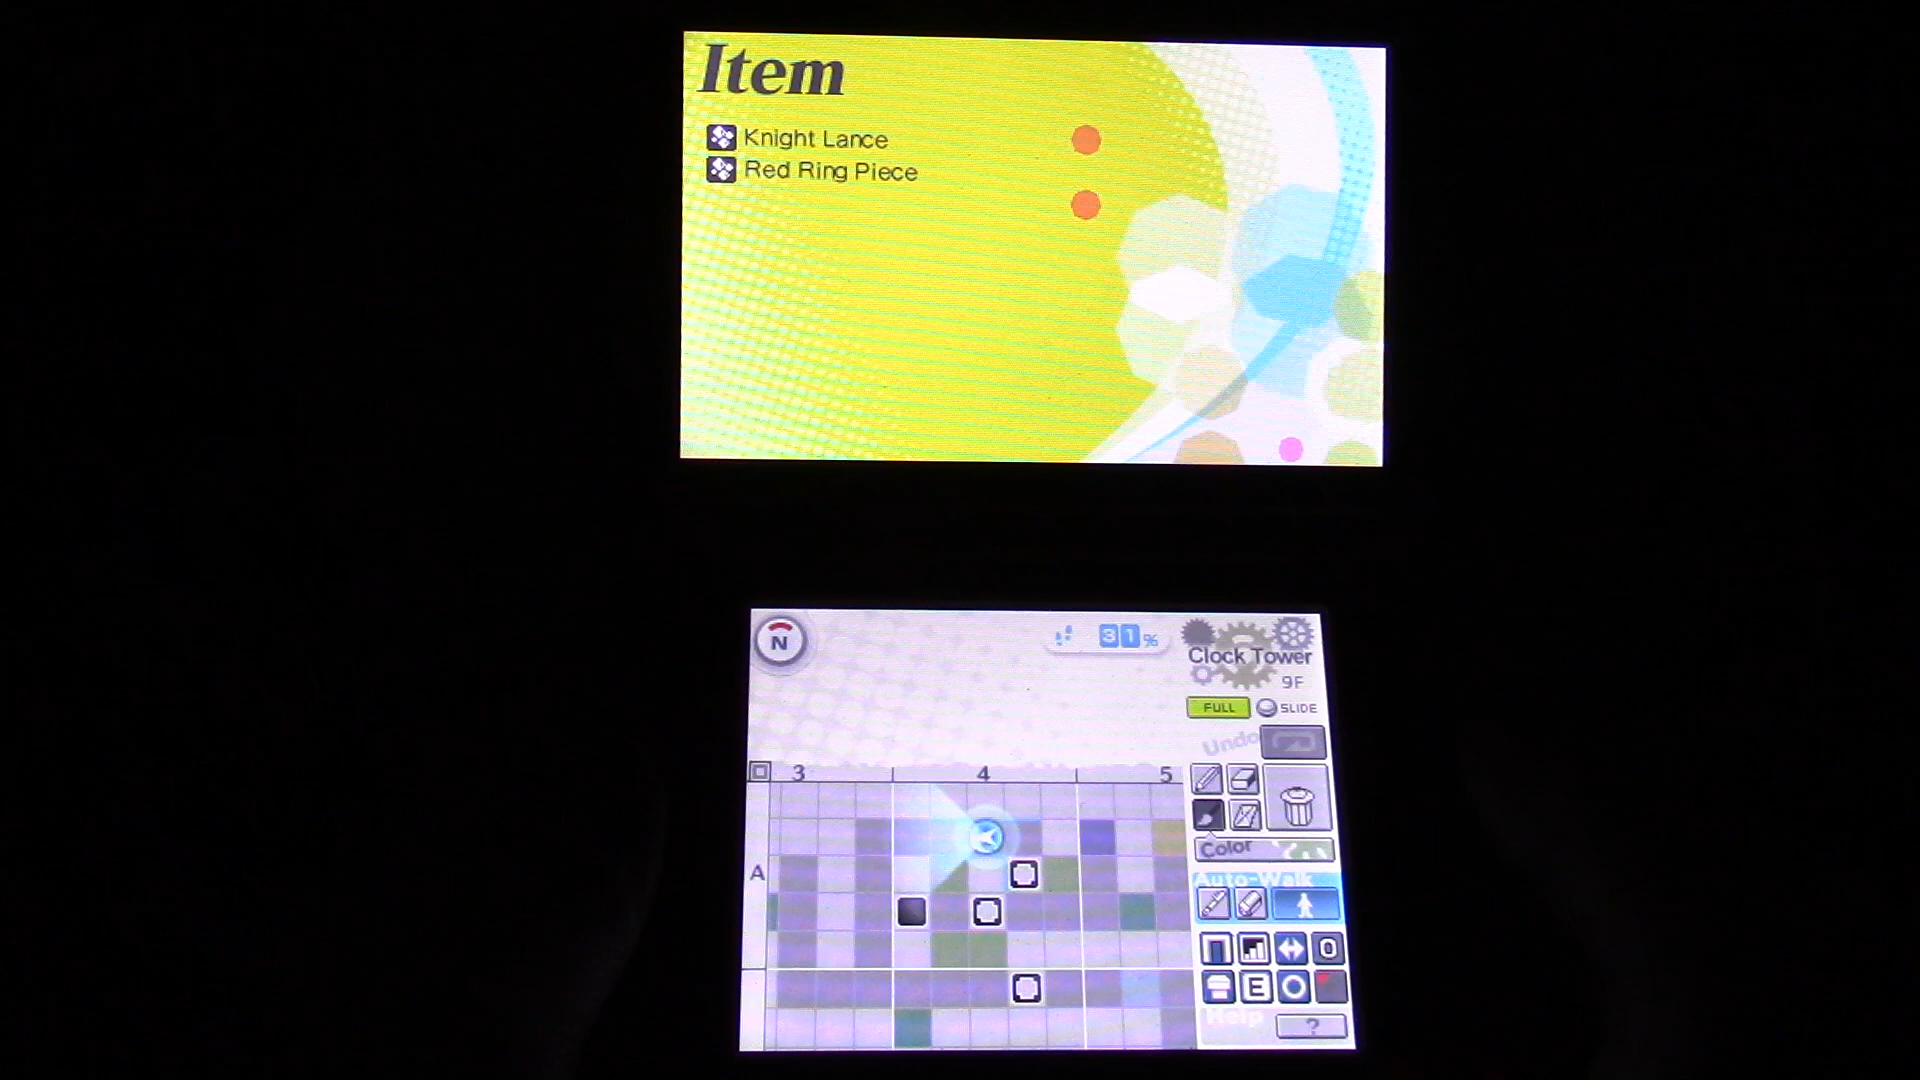 Item
Knight Lance
Red Ring Piece
N
31%
Clock Tower
9F
FULL
SLIDE
Undo
3 4 5
A
Color
Auto-Walk
O
E
Help
?